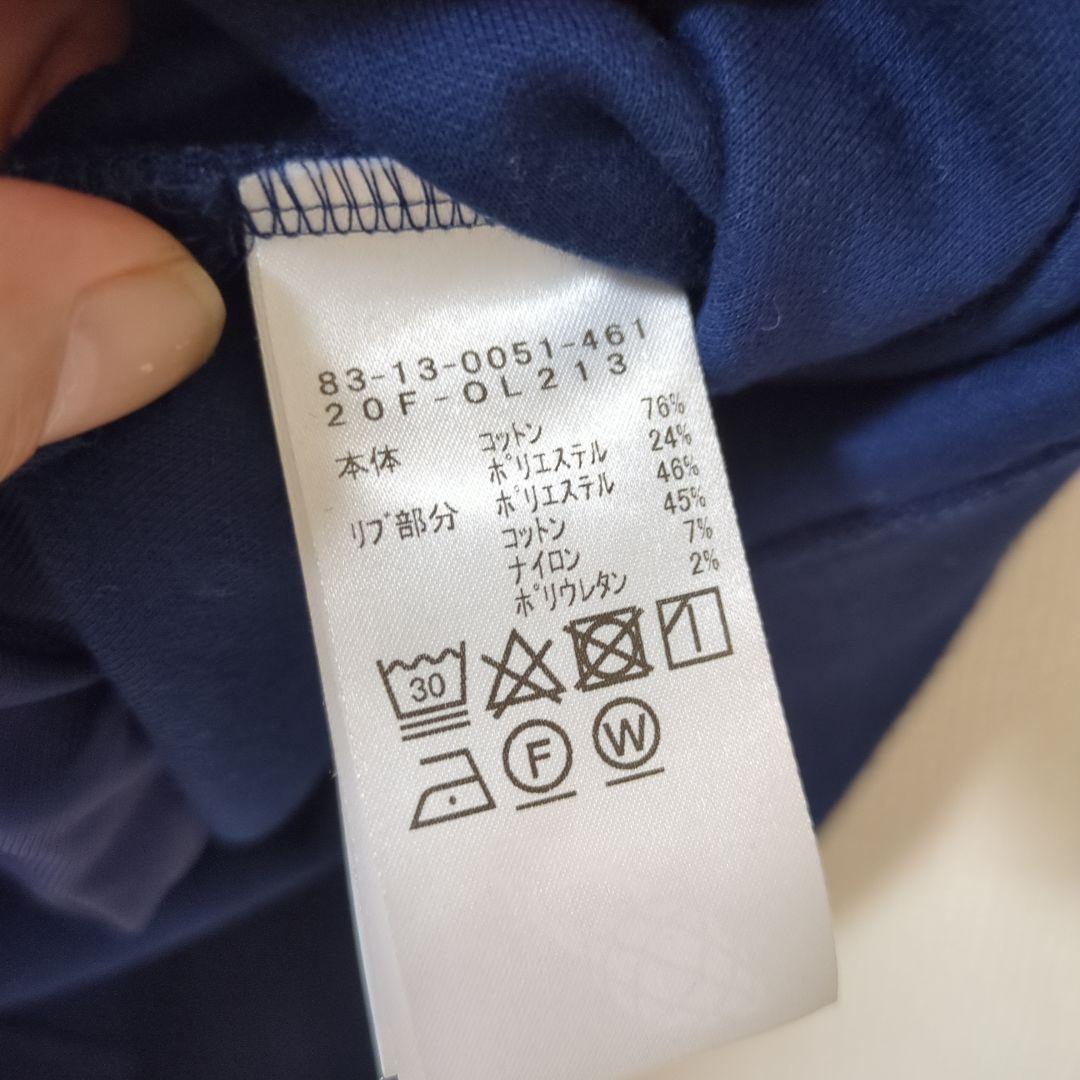 83-13-0051-461
20F-OL213
本体 コットン 76%
ポリエステル 24%
リブ部分 ポリエステル 46%
コットン 45%
ナイロン 7%
ポリウレタン 2%
30
F W